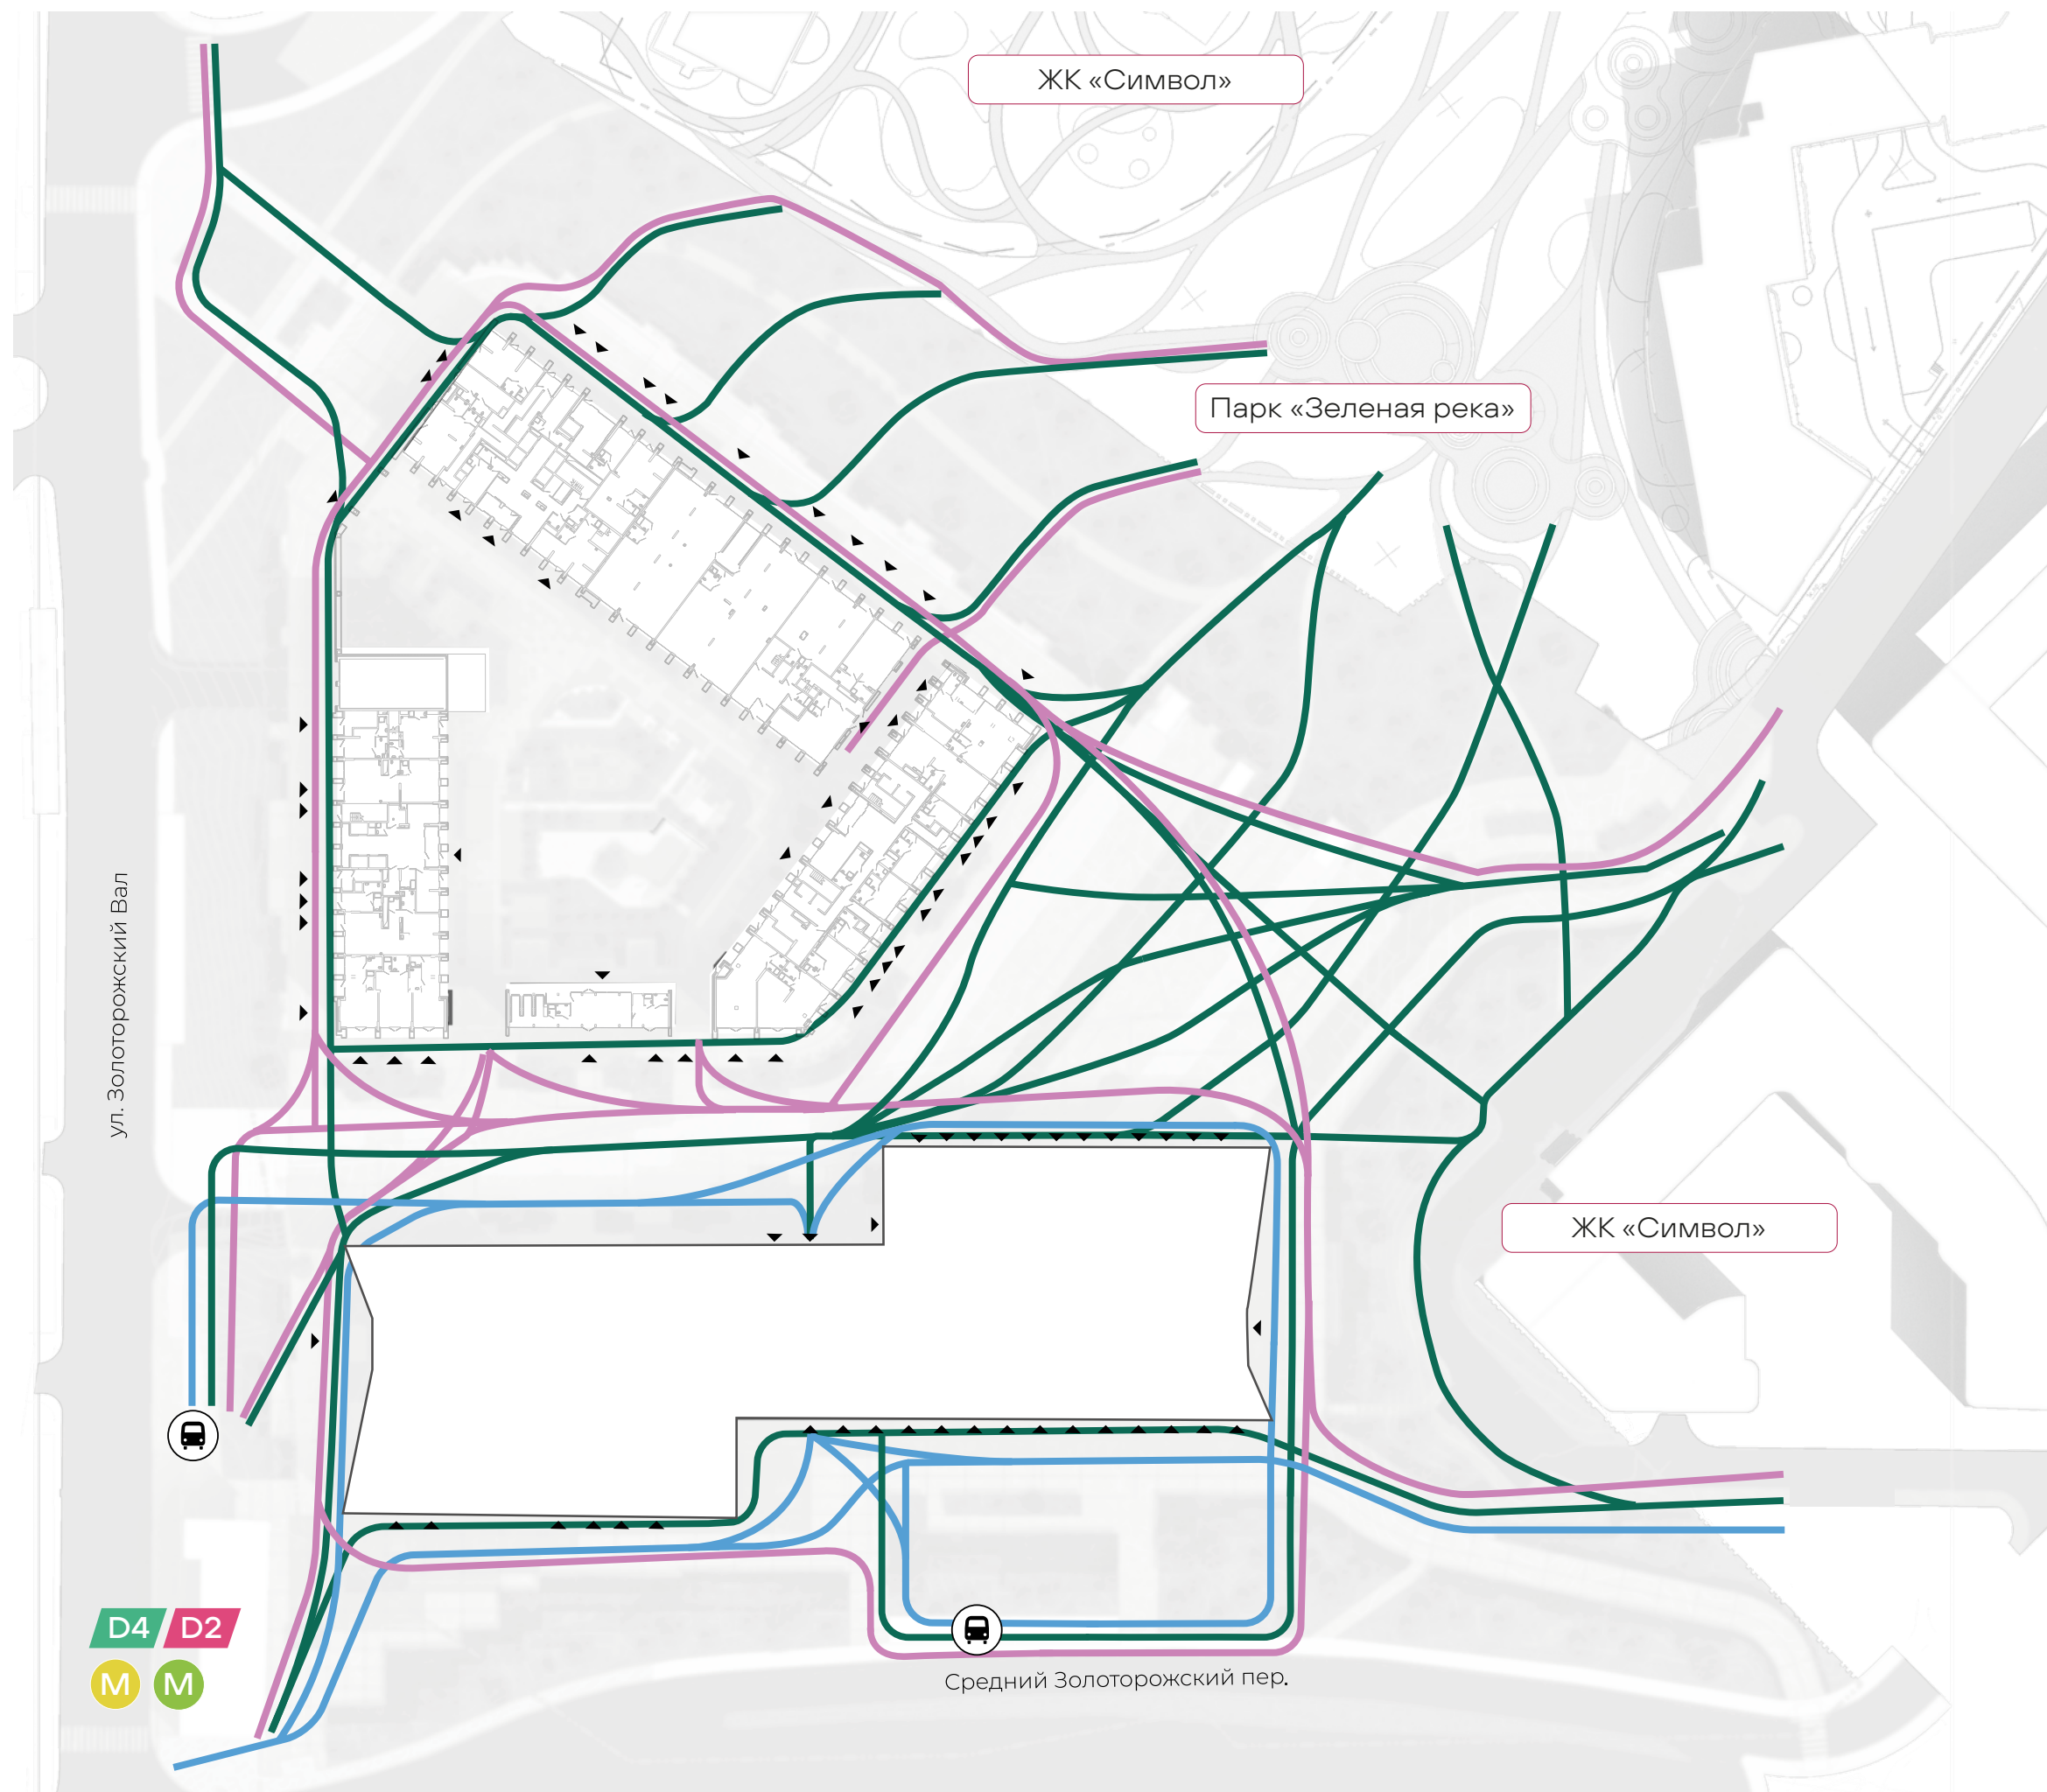 ЖК «Символ»
Парк «Зеленая река»
ул. Золоторожский Вал
ЖК «Символ»
D4 D2
М М
Средний Золоторожский пер.